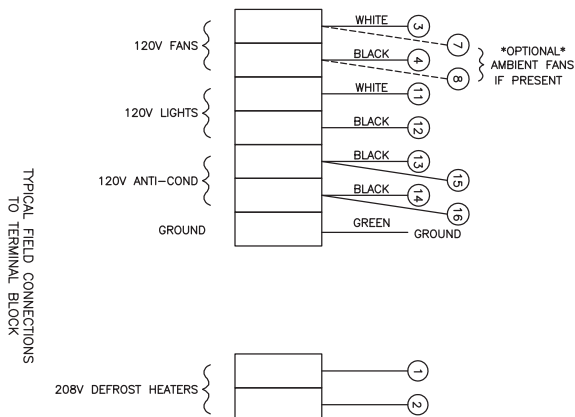 120V FANS
WHITE
3
7
BLACK
4
8
*OPTIONAL*
AMBIENT FANS
IF PRESENT
120V LIGHTS
WHITE
11
BLACK
12
120V ANTI-COND
BLACK
13
15
BLACK
14
16
GROUND
GREEN
GROUND
TYPICAL FIELD CONNECTIONS
TO TERMINAL BLOCK
208V DEFROST HEATERS
1
2